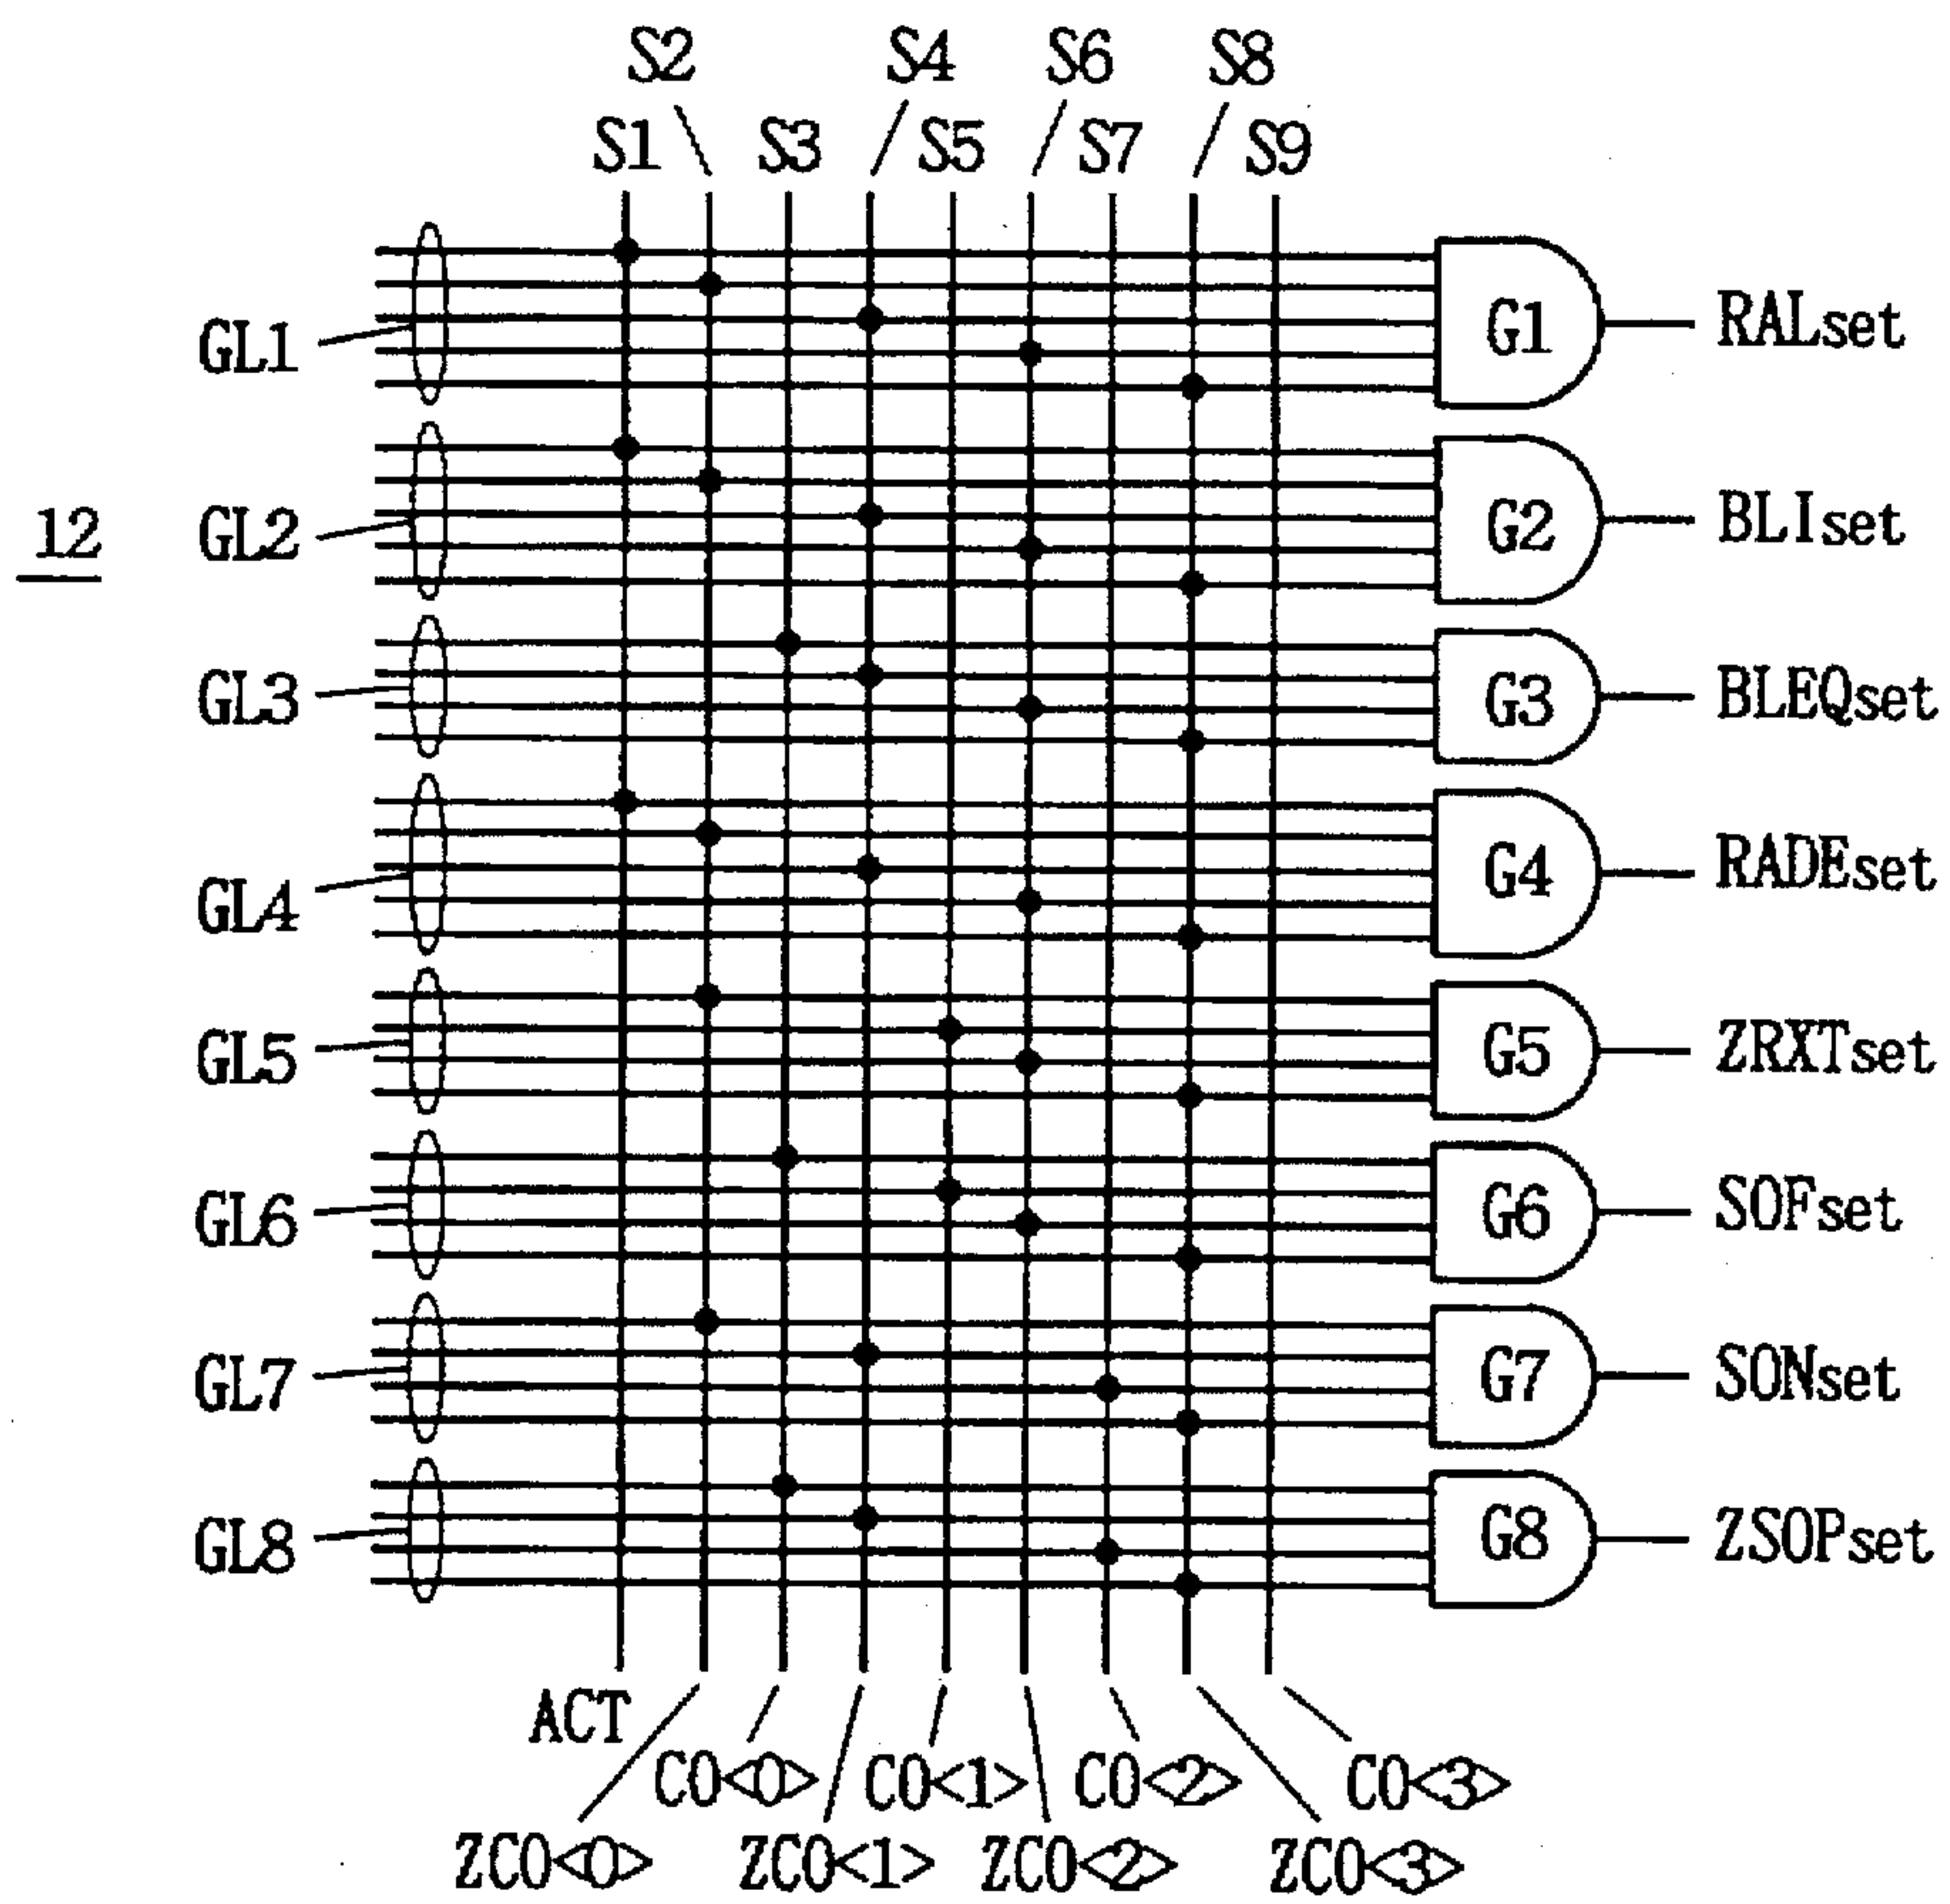 S2 S4 S6 S8
S1 S3 S5 S7 S9
GL1 G1 RALset
12 GL2 G2 BLIset
GL3 G3 BLEQset
GL4 G4 RADEset
GL5 G5 ZRXTset
GL6 G6 SOFset
GL7 G7 SONset
GL8 G8 ZSOPset
ACT
CO<0> CO<1> CO<2> CO<3>
ZCO<0> ZCO<1> ZCO<2> ZCO<3>